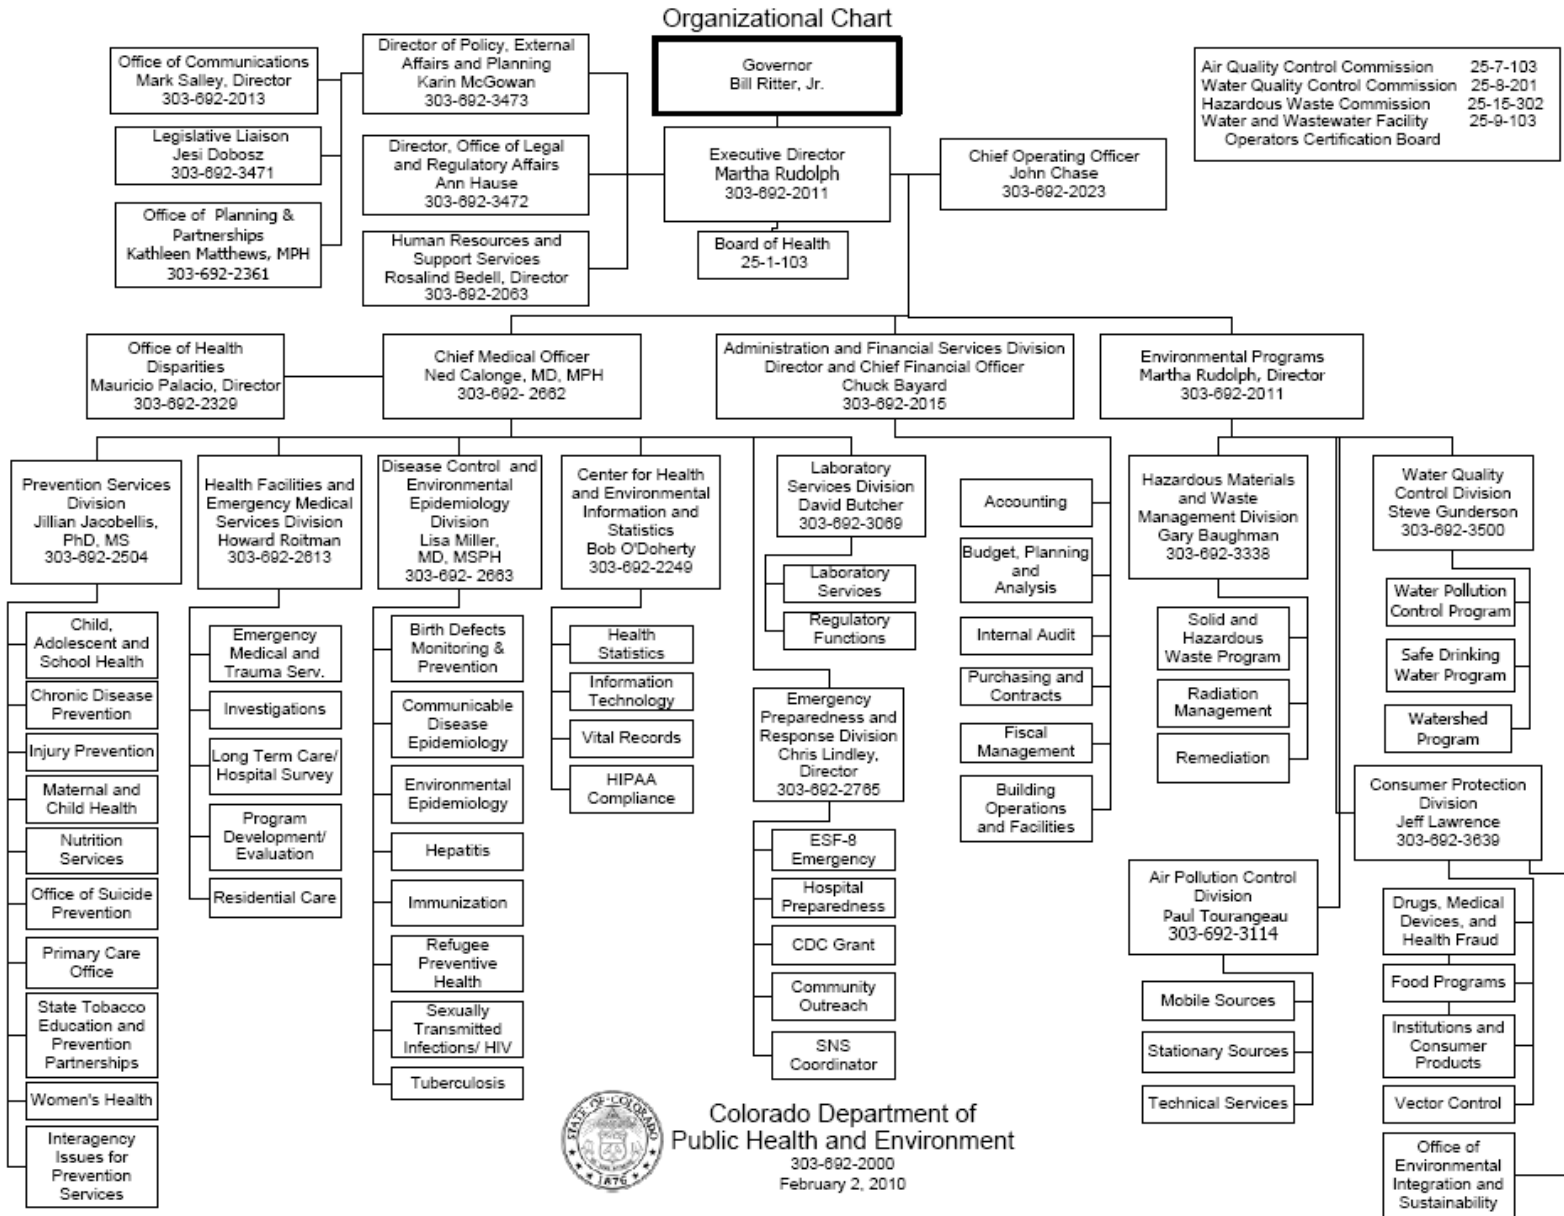 Organizational Chart
Governor
Bill Ritter, Jr.
Office of Communications
Mark Salley, Director
303-692-2013
Director of Policy, External
Affairs and Planning
Karin McGowan
303-692-3473
Air Quality Control Commission 25-7-103
Water Quality Control Commission 25-8-201
Hazardous Waste Commission 25-15-302
Water and Wastewater Facility 25-9-103
Operators Certification Board
Legislative Liaison
Jesi Dobosz
303-692-3471
Director, Office of Legal
and Regulatory Affairs
Ann Hause
303-692-3472
Executive Director
Martha Rudolph
303-692-2011
Chief Operating Officer
John Chase
303-692-2023
Office of Planning &
Partnerships
Kathleen Matthews, MPH
303-692-2361
Human Resources and
Support Services
Rosalind Bedell, Director
303-692-2063
Board of Health
25-1-103
Office of Health
Disparities
Mauricio Palacio, Director
303-692-2329
Chief Medical Officer
Ned Calonge, MD, MPH
303-692- 2662
Administration and Financial Services Division
Director and Chief Financial Officer
Chuck Bayard
303-692-2015
Environmental Programs
Martha Rudolph, Director
303-692-2011
Prevention Services
Division
Jillian Jacobellis,
PhD, MS
303-692-2504
Child,
Adolescent and
School Health
Chronic Disease
Prevention
Injury Prevention
Maternal and
Child Health
Nutrition
Services
Office of Suicide
Prevention
Primary Care
Office
State Tobacco
Education and
Prevention
Partnerships
Women's Health
Interagency
Issues for
Prevention
Services
Health Facilities and
Emergency Medical
Services Division
Howard Roitman
303-692-2613
Emergency
Medical and
Trauma Serv.
Investigations
Long Term Care/
Hospital Survey
Program
Development/
Evaluation
Residential Care
Disease Control and
Environmental
Epidemiology
Division
Lisa Miller,
MD, MSPH
303-692- 2663
Birth Defects
Monitoring &
Prevention
Communicable
Disease
Epidemiology
Environmental
Epidemiology
Hepatitis
Immunization
Refugee
Preventive
Health
Sexually
Transmitted
Infections/ HIV
Tuberculosis
Center for Health
and Environmental
Information and
Statistics
Bob O'Doherty
303-692-2249
Health
Statistics
Information
Technology
Vital Records
HIPAA
Compliance
Laboratory
Services Division
David Butcher
303-692-3069
Laboratory
Services
Regulatory
Functions
Emergency
Preparedness and
Response Division
Chris Lindley,
Director
303-692-2765
ESF-8
Emergency
Hospital
Preparedness
CDC Grant
Community
Outreach
SNS
Coordinator
Accounting
Budget, Planning
and
Analysis
Internal Audit
Purchasing and
Contracts
Fiscal
Management
Building
Operations
and Facilities
Hazardous Materials
and Waste
Management Division
Gary Baughman
303-692-3338
Solid and
Hazardous
Waste Program
Radiation
Management
Remediation
Air Pollution Control
Division
Paul Tourangeau
303-692-3114
Mobile Sources
Stationary Sources
Technical Services
Water Quality
Control Division
Steve Gunderson
303-692-3500
Water Pollution
Control Program
Safe Drinking
Water Program
Watershed
Program
Consumer Protection
Division
Jeff Lawrence
303-692-3639
Drugs, Medical
Devices, and
Health Fraud
Food Programs
Institutions and
Consumer
Products
Vector Control
Office of
Environmental
Integration and
Sustainability
STATE OF COLORADO
1876
Colorado Department of
Public Health and Environment
303-692-2000
February 2, 2010